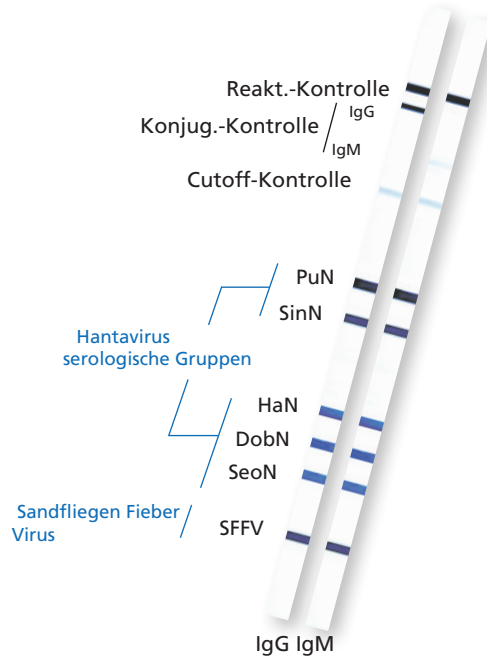 Reakt.-Kontrolle
IgG
Konjug.-Kontrolle
IgM
Cutoff-Kontrolle
PuN
SinN
Hantavirus
serologische Gruppen
HaN
DobN
SeoN
Sandfliegen Fieber
Virus
SFFV
IgG IgM